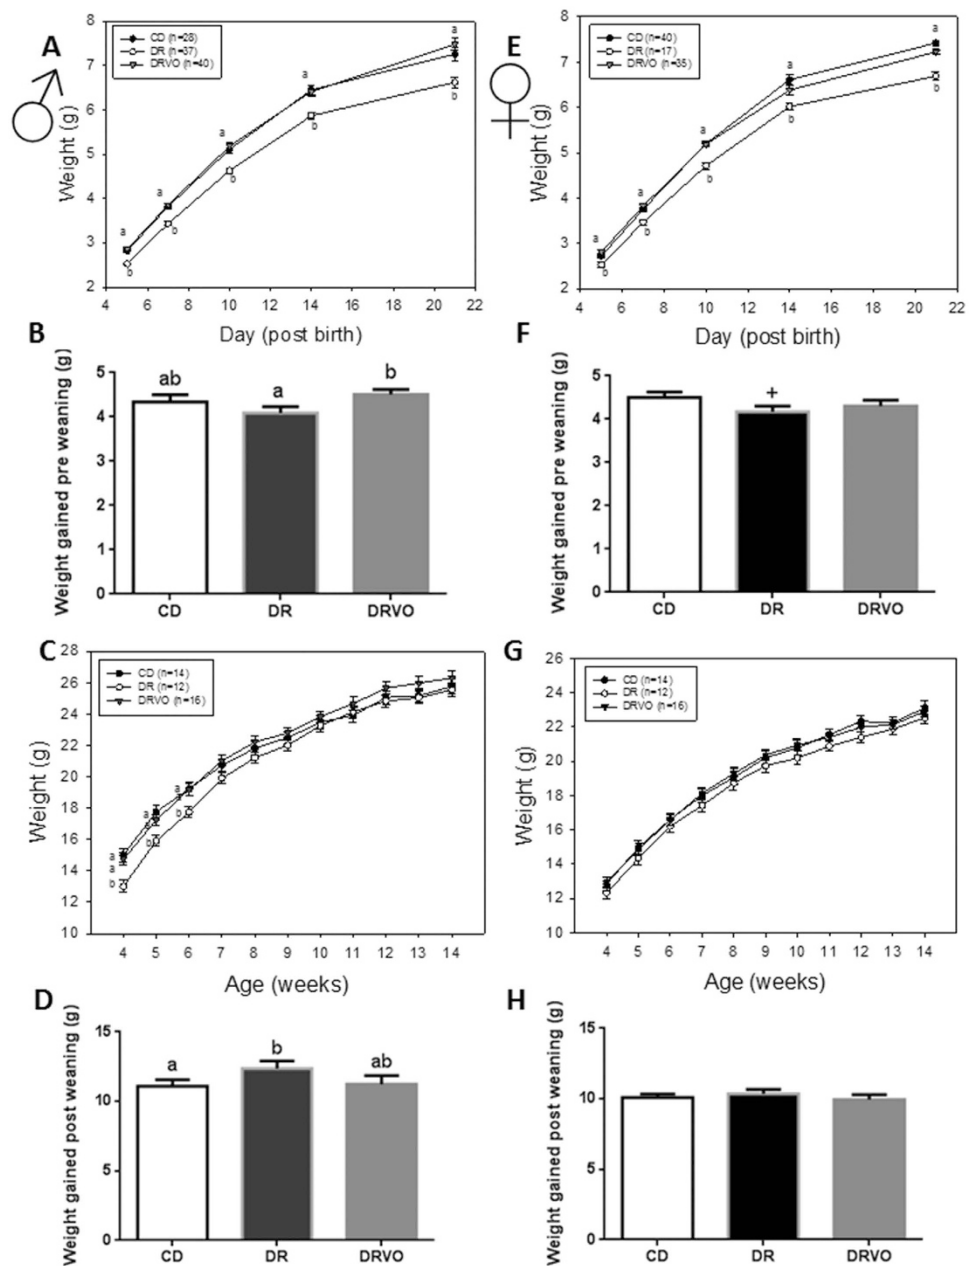 A
CD (n=28)
DR (n=37)
DRVO (n=40)
Weight (g)
8
7
6
5
4
3
2
a
a
a
a
a
b
b
b
b
b
4 6 8 10 12 14 16 18 20 22
Day (post birth)
E
CD (n=40)
DR (n=17)
DRVO (n=35)
Weight (g)
8
7
6
5
4
3
2
a
a
a
a
a
b
b
b
b
b
4 6 8 10 12 14 16 18 20 22
Day (post birth)
B
Weight gained pre weaning (g)
5
4
3
2
1
0
ab
a
b
CD DR DRVO
F
Weight gained pre weaning (g)
5
4
3
2
1
0
+
CD DR DRVO
C
CD (n=14)
DR (n=12)
DRVO (n=16)
Weight (g)
28
26
24
22
20
18
16
14
12
10
a
a
b
a
b
a
b
4 5 6 7 8 9 10 11 12 13 14
Age (weeks)
G
CD (n=14)
DR (n=12)
DRVO (n=16)
Weight (g)
26
24
22
20
18
16
14
12
10
4 5 6 7 8 9 10 11 12 13 14
Age (weeks)
D
Weight gained post weaning (g)
15
10
5
0
a
b
ab
CD DR DRVO
H
Weight gained post weaning (g)
15
10
5
0
CD DR DRVO